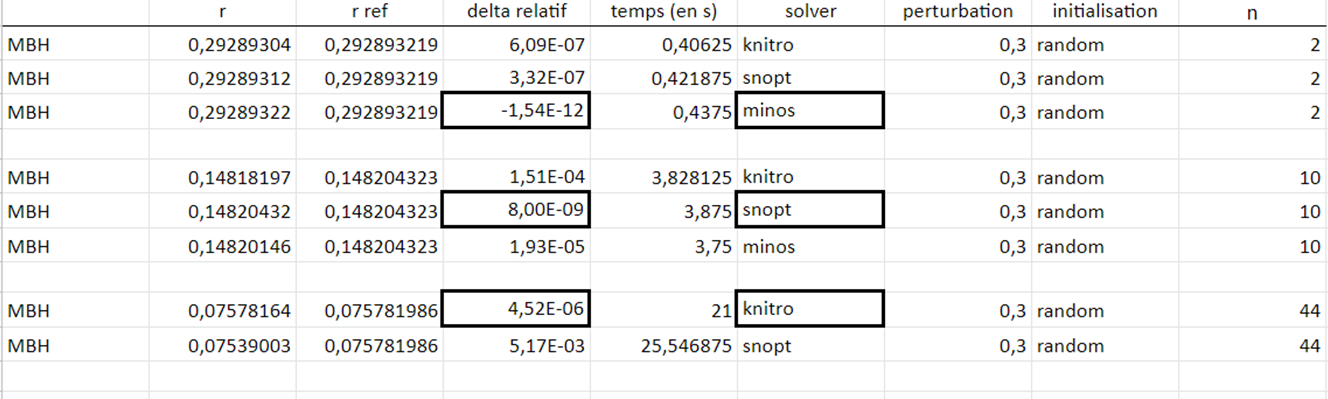 r r ref delta relatif temps (en s) solver perturbation initialisation n
MBH 0,29289304 0,292893219 6,09E-07 0,40625 knitro 0,3 random 2
MBH 0,29289312 0,292893219 3,32E-07 0,421875 snopt 0,3 random 2
MBH 0,29289322 0,292893219 -1,54E-12 0,4375 minos 0,3 random 2
MBH 0,14818197 0,148204323 1,51E-04 3,828125 knitro 0,3 random 10
MBH 0,14820432 0,148204323 8,00E-09 3,875 snopt 0,3 random 10
MBH 0,14820146 0,148204323 1,93E-05 3,75 minos 0,3 random 10
MBH 0,07578164 0,075781986 4,52E-06 21 knitro 0,3 random 44
MBH 0,07539003 0,075781986 5,17E-03 25,546875 snopt 0,3 random 44